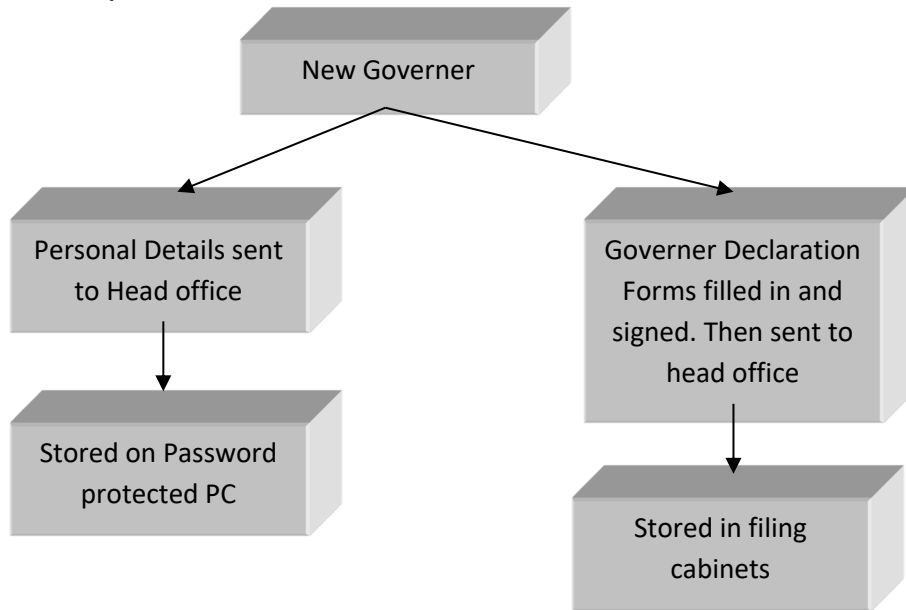 New Governer
Personal Details sent
to Head office
Governer Declaration
Forms filled in and
signed. Then sent to
head office
Stored on Password
protected PC
Stored in filing
cabinets